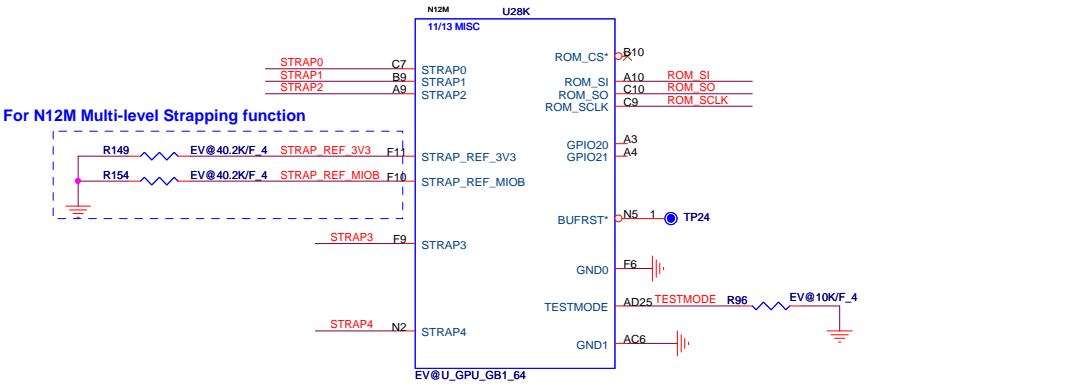 N12M
U28K
11/13 MISC
ROM_CS*
B10
STRAP0
C7
STRAP0
STRAP1
B9
STRAP1
STRAP2
A9
STRAP2
ROM_SI
A10
ROM_SI
ROM_SO
C10
ROM_SO
ROM_SCLK
C9
ROM_SCLK
For N12M Multi-level Strapping function
GPIO20
A3
GPIO21
A4
R149
EV@40.2K/F_4
STRAP_REF_3V3
F11
STRAP_REF_3V3
R154
EV@40.2K/F_4
STRAP_REF_MIOB
F10
STRAP_REF_MIOB
BUFRST*
N5
1
TP24
STRAP3
F9
STRAP3
GND0
F6
TESTMODE
AD25
TESTMODE
R96
EV@10K/F_4
STRAP4
N2
STRAP4
GND1
AC6
EV@U_GPU_GB1_64